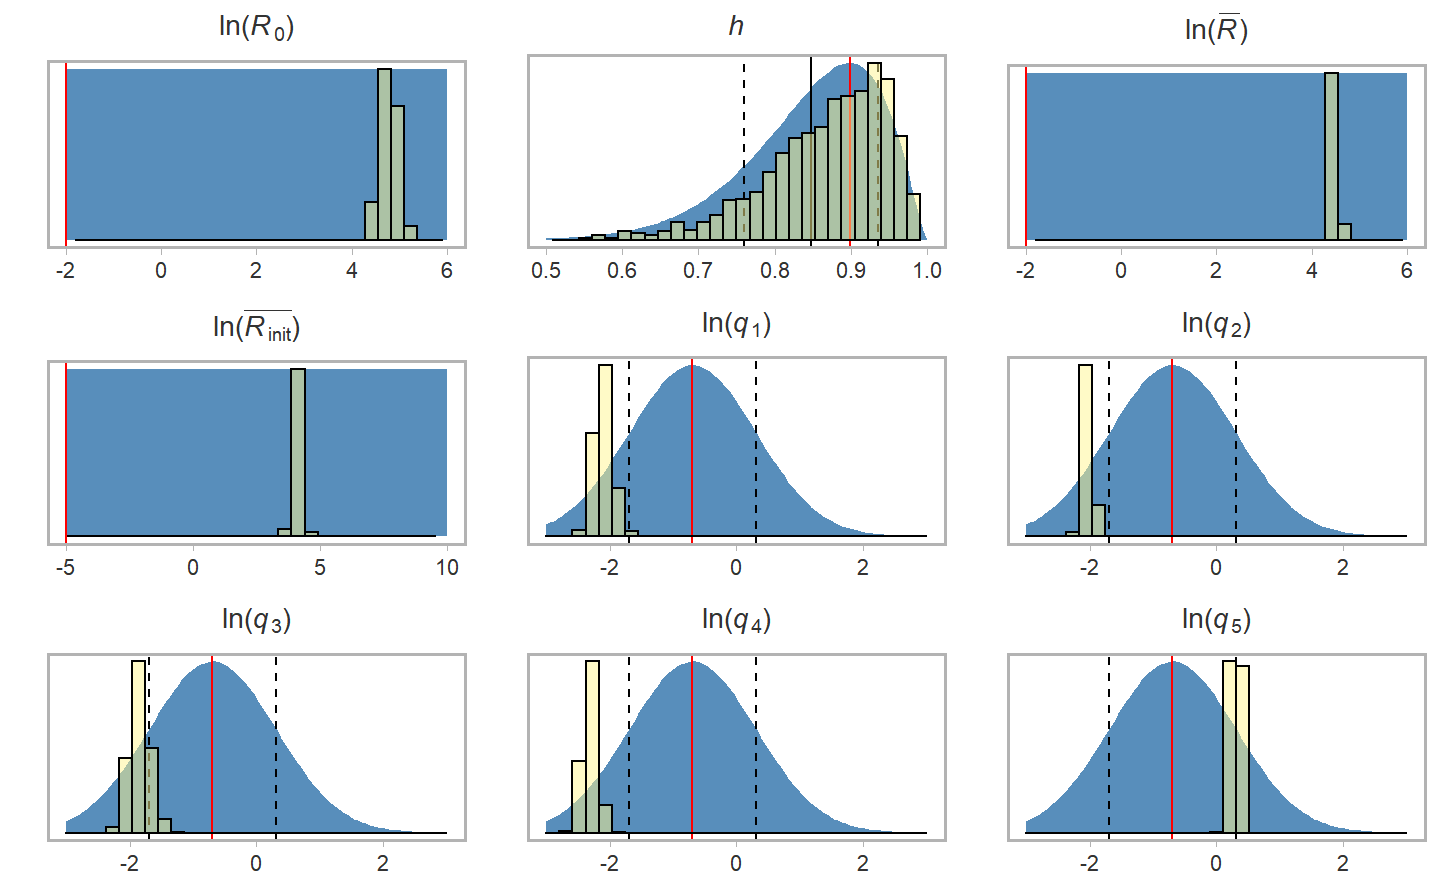 ln(R₀) h ln(R̅)
-2 0 2 4 6 0.5 0.6 0.7 0.8 0.9 1.0 -2 0 2 4 6
ln(R̅init) ln(q₁) ln(q₂)
-5 0 5 10 -2 0 2 -2 0 2
ln(q₃) ln(q₄) ln(q₅)
-2 0 2 -2 0 2 -2 0 2